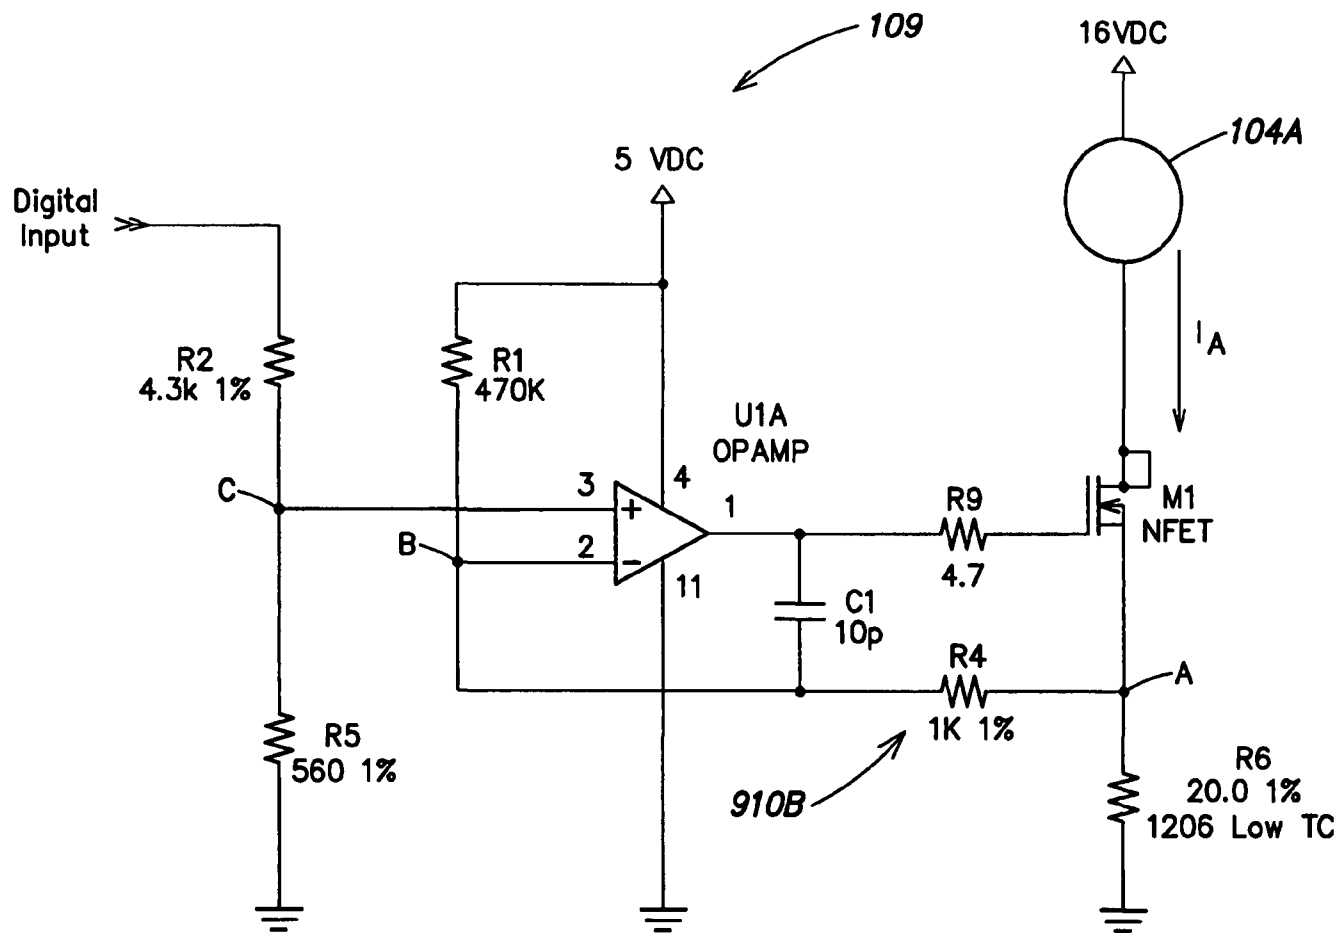 109
16VDC
104A
5 VDC
Digital
Input
I A
R2
4.3k 1%
R1
470K
U1A
OPAMP
C
3
4
1
R9
M1
NFET
B
2
4.7
11
C1
10p
R4
A
1K 1%
R5
560 1%
910B
R6
20.0 1%
1206 Low TC
+
−